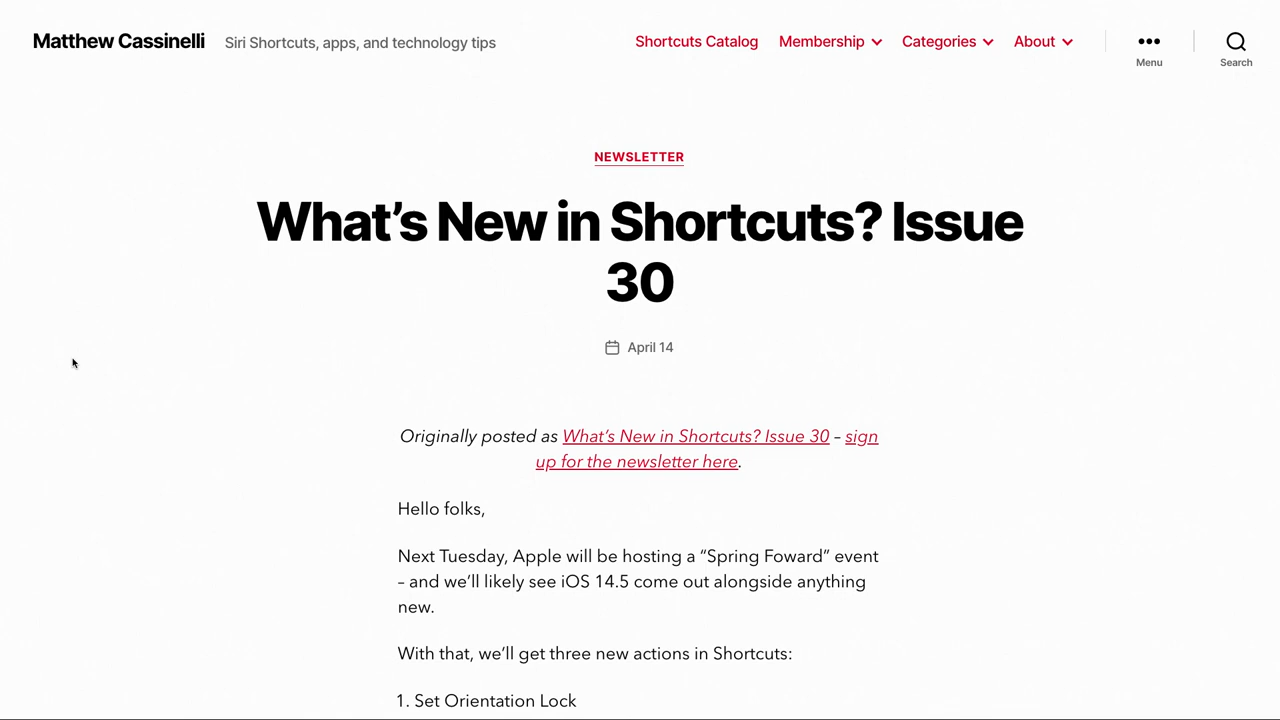 Matthew Cassinelli
Siri Shortcuts, apps, and technology tips
Shortcuts Catalog
Membership
Categories
About
Menu
Search
NEWSLETTER
What’s New in Shortcuts? Issue
30
April 14
Originally posted as What’s New in Shortcuts? Issue 30 – sign
up for the newsletter here.
Hello folks,
Next Tuesday, Apple will be hosting a “Spring Foward” event
– and we’ll likely see iOS 14.5 come out alongside anything
new.
With that, we’ll get three new actions in Shortcuts:
1. Set Orientation Lock